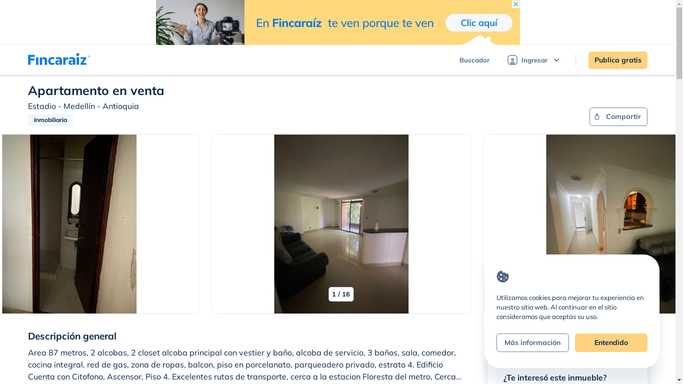 En Fincaraíz te ven porque te ven
Clic aquí
Fincaraiz
Buscador
Ingresar
Publica gratis
Apartamento en venta
Estadio - Medellín - Antioquia
Inmobiliaria
Compartir
1 / 16
Utilizamos cookies para mejorar tu experiencia en
nuestro sitio web. Al continuar en el sitio
consideramos que aceptas su uso.
Más información
Entendido
Descripción general
Area 87 metros, 2 alcobas, 2 closet alcoba principal con vestier y baño, alcoba de servicio, 3 baños, sala, comedor,
cocina integral, red de gas, zona de ropas, balcon, piso en porcelanato, parqueadero privado, estrato 4. Edificio
Cuenta con Citofono, Ascensor, Piso 4. Excelentes rutas de transporte, cerca a la estacion Floresta del metro, Cerca...
¿Te interesó este inmueble?